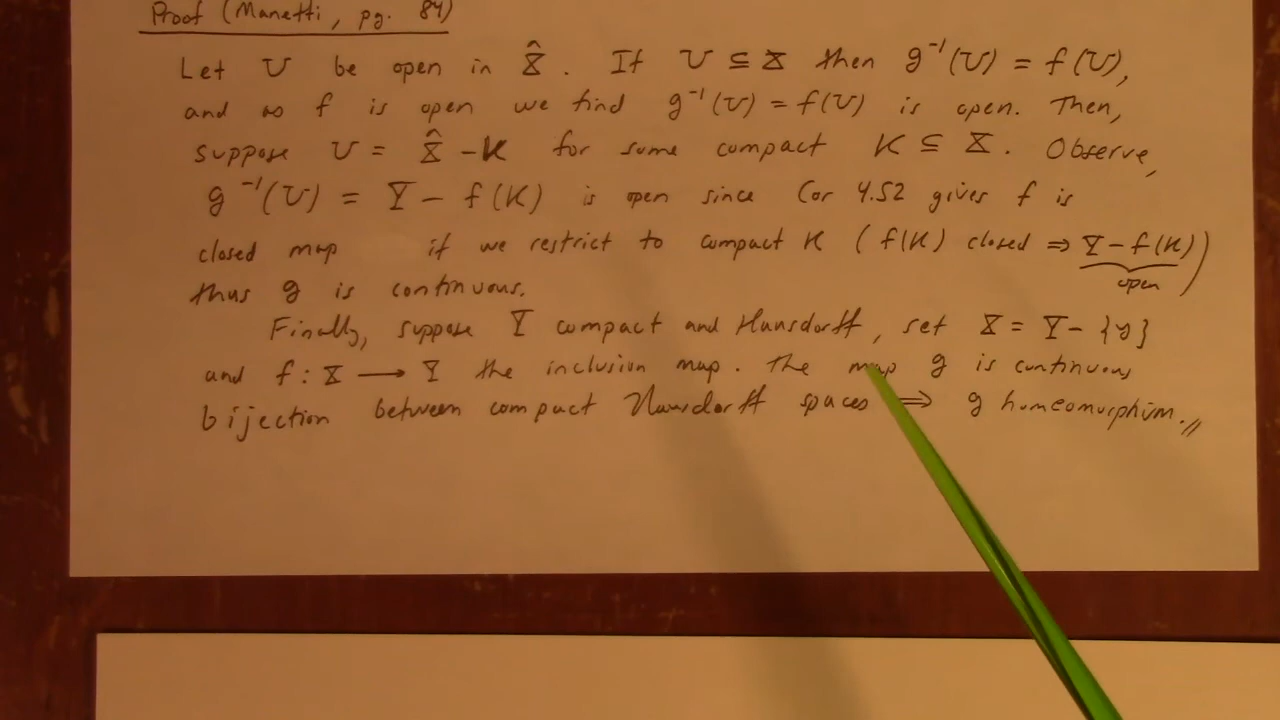 Proof (Manetti, pg. 84)
Let U be open in X̂. If U ⊆ X then g⁻¹(U) = f(U),
and as f is open we find g⁻¹(U) = f(U) is open. Then,
suppose U = X̂ - K for some compact K ⊆ X. Observe,
g⁻¹(U) = Y - f(K) is open since Cor 4.52 gives f is
closed map if we restrict to compact K (f(K) closed ⇒ Y - f(K))
open
thus g is continuous.
Finally, suppose Y compact and Hausdorff, set X = Y - {y}
and f : X ⟶ Y the inclusion map. The map g is continuous
bijection between compact Hausdorff spaces ⟹ g homeomorphism.//